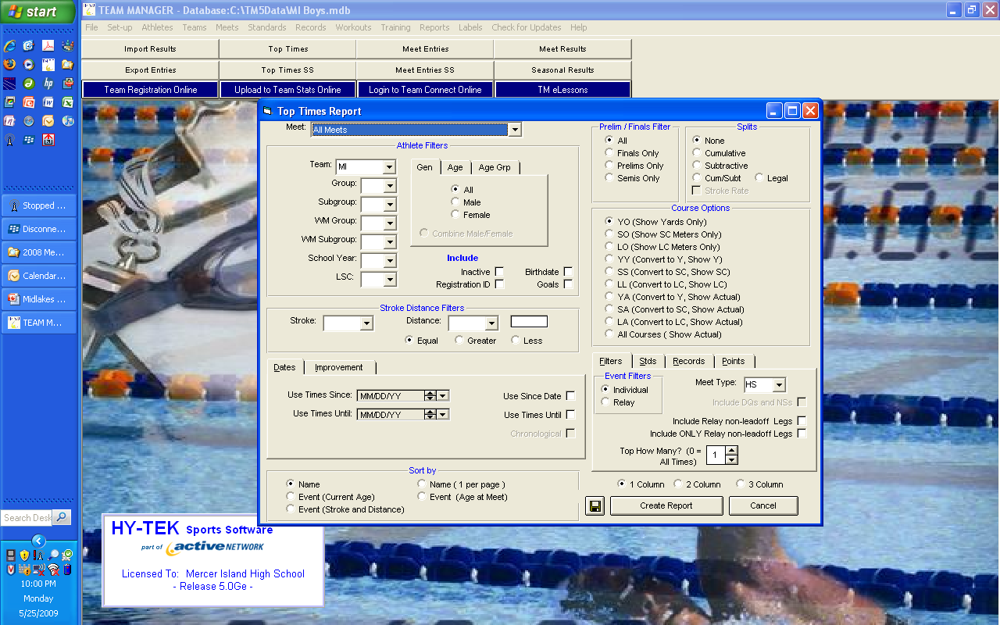 start
TEAM MANAGER - Database:C:\TM5Data\MI Boys.mdb
File Set-up Athletes Teams Meets Standards Records Workouts Training Reports Labels Check for Updates Help
Import Results Top Times Meet Entries Meet Results
Export Entries Top Times SS Meet Entries SS Seasonal Results
Team Registration Online Upload to Team Stats Online Login to Team Connect Online TM eLessons
Top Times Report
Meet: All Meets
Athlete Filters
Team: MI
Group:
Subgroup:
WM Group:
WM Subgroup:
School Year:
LSC:
Gen Age Age Grp
All
Male
Female
Combine Male/Female
Include
Inactive Birthdate
Registration ID Goals
Stroke Distance Filters
Stroke: Distance:
Equal Greater Less
Dates Improvement
Use Times Since: MM/DD/YY Use Since Date
Use Times Until: MM/DD/YY Use Times Until
Chronological
Sort by
Name Name ( 1 per page )
Event (Current Age) Event (Age at Meet)
Event (Stroke and Distance)
Prelim / Finals Filter
All
Finals Only
Prelims Only
Semis Only
Splits
None
Cumulative
Subtractive
Cum/Subt Legal
Stroke Rate
Course Options
YO (Show Yards Only)
SO (Show SC Meters Only)
LO (Show LC Meters Only)
YY (Convert to Y, Show Y)
SS (Convert to SC, Show SC)
LL (Convert to LC, Show LC)
YA (Convert to Y, Show Actual)
SA (Convert to SC, Show Actual)
LA (Convert to LC, Show Actual)
All Courses ( Show Actual)
Filters Stds Records Points
Event Filters
Individual
Relay
Meet Type: HS
Include DQs and NSs
Include Relay non-leadoff Legs
Include ONLY Relay non-leadoff Legs
Top How Many? (0 =
All Times)
1
1 Column 2 Column 3 Column
Create Report Cancel
Stopped ...
Disconne...
2008 Me...
Calendar...
Midlakes ...
TEAM M...
Search Desk
10:00 PM
Monday
5/25/2009
HY-TEK Sports Software
part of active NETWORK
Licensed To: Mercer Island High School
- Release 5.0Ge -